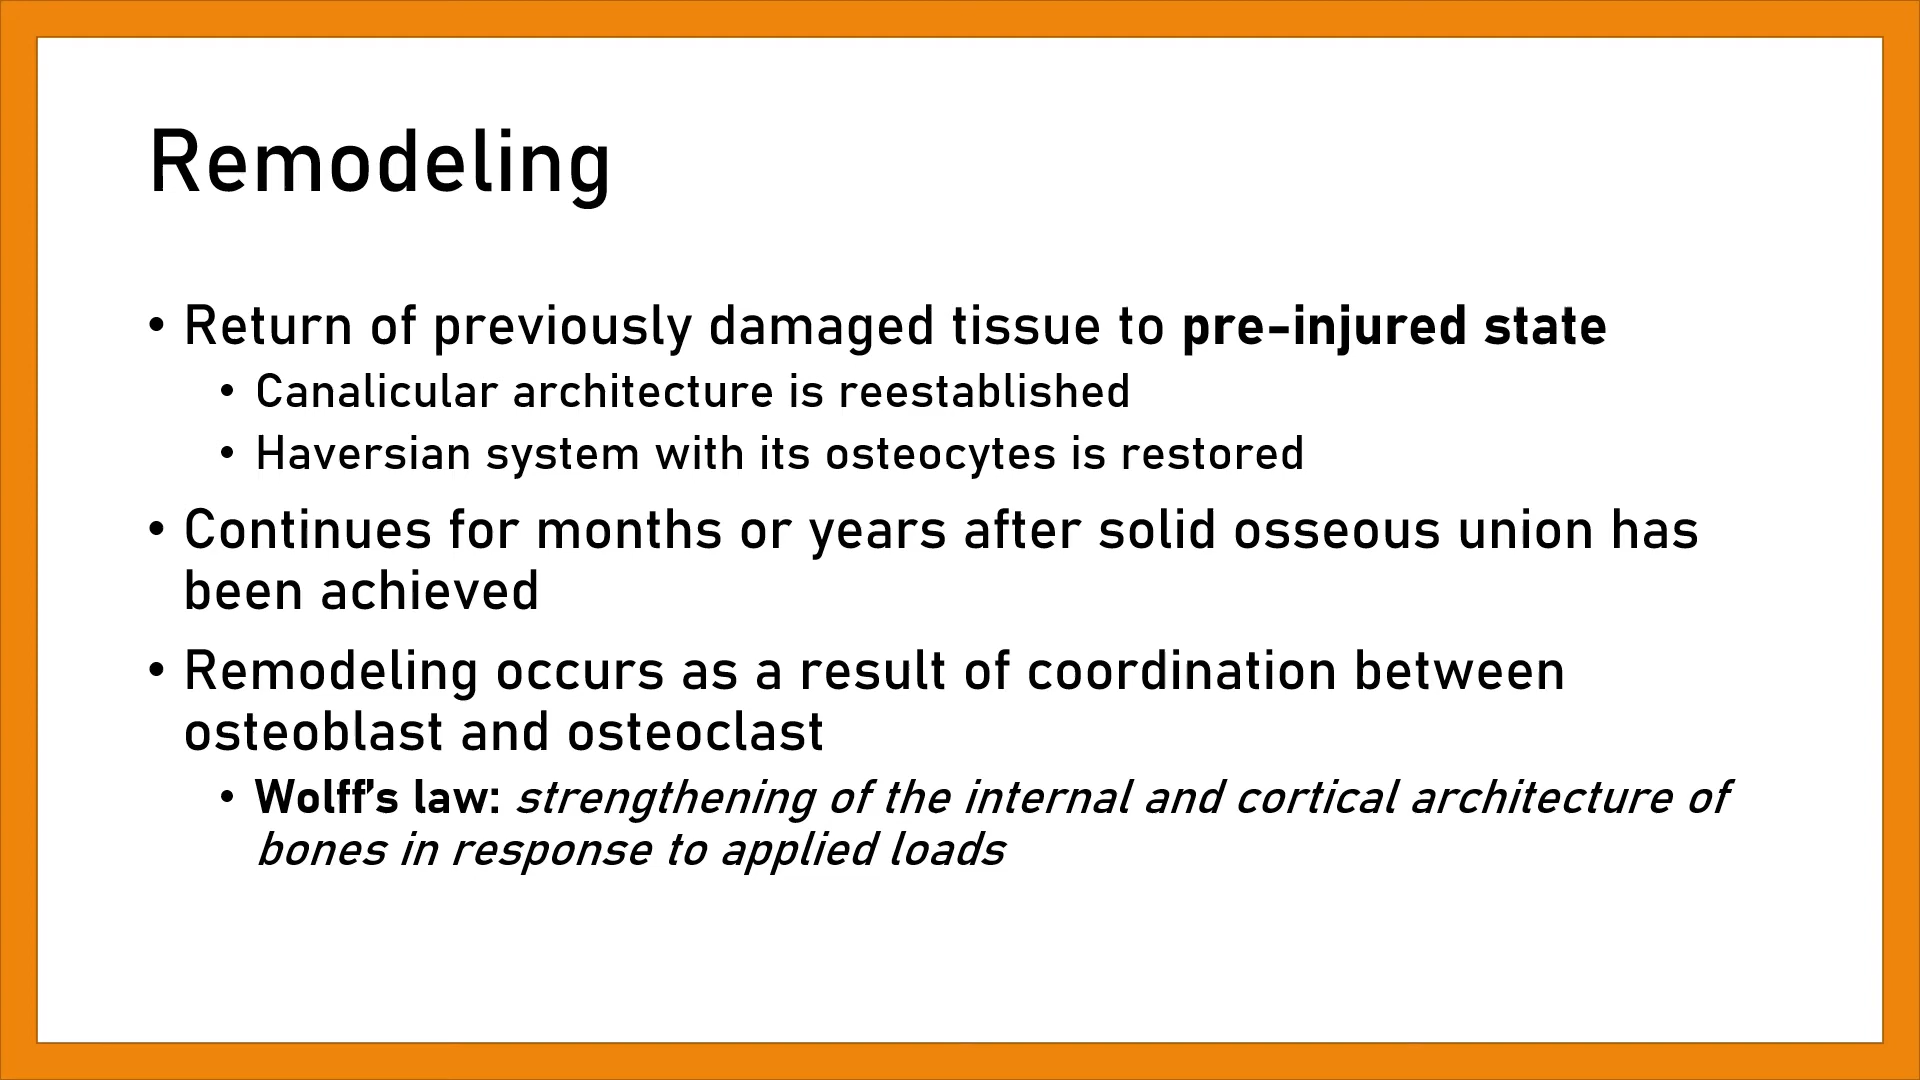 Remodeling
• Return of previously damaged tissue to pre-injured state
• Canalicular architecture is reestablished
• Haversian system with its osteocytes is restored
• Continues for months or years after solid osseous union has
been achieved
• Remodeling occurs as a result of coordination between
osteoblast and osteoclast
• Wolff's law: strengthening of the internal and cortical architecture of
bones in response to applied loads